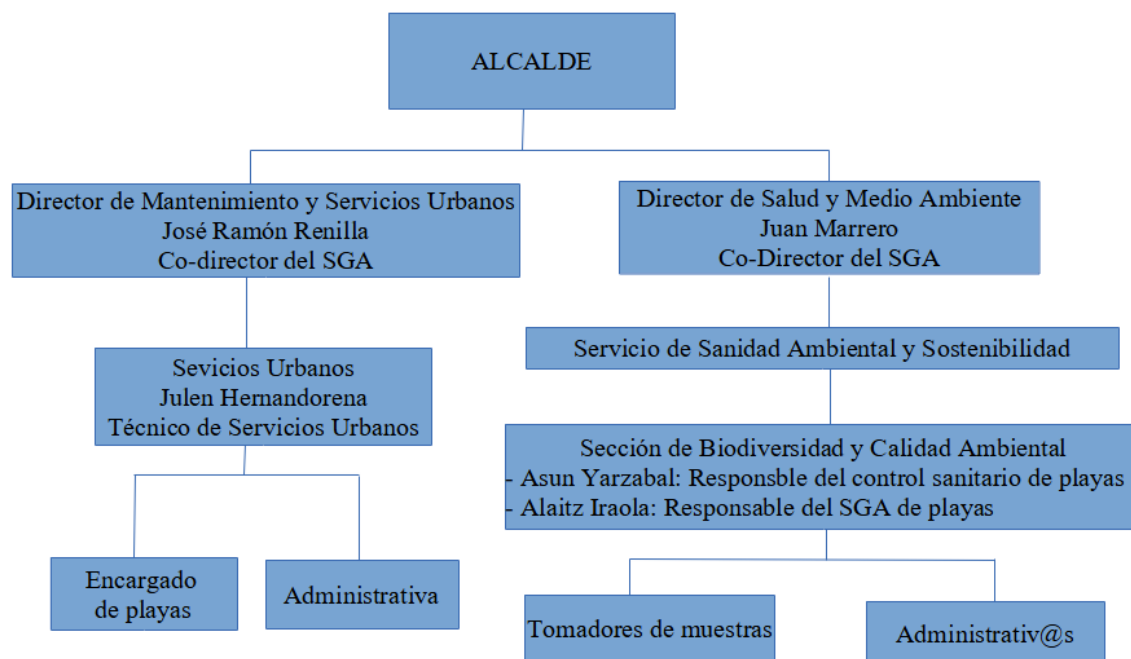 ALCALDE
Director de Mantenimiento y Servicios Urbanos
José Ramón Renilla
Co-director del SGA
Director de Salud y Medio Ambiente
Juan Marrero
Co-Director del SGA
Sevicios Urbanos
Julen Hernandorena
Técnico de Servicios Urbanos
Servicio de Sanidad Ambiental y Sostenibilidad
Sección de Biodiversidad y Calidad Ambiental
- Asun Yarzabal: Responsble del control sanitario de playas
- Alaitz Iraola: Responsable del SGA de playas
Encargado
de playas
Administrativa
Tomadores de muestras
Administrativ@s